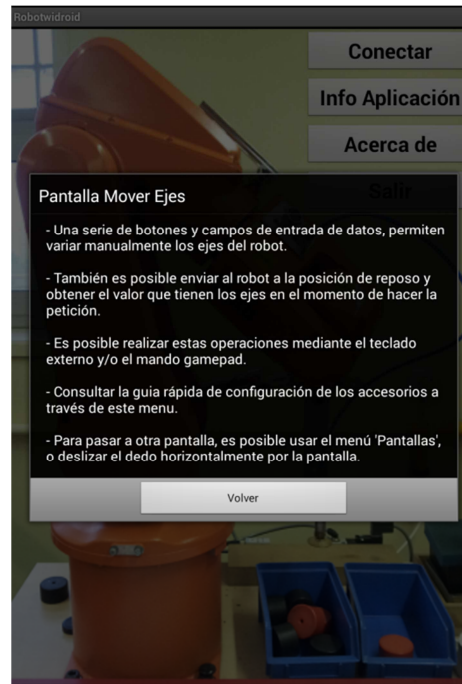 Robotwidroid
Conectar
Info Aplicación
Acerca de
Salir
Pantalla Mover Ejes
- Una serie de botones y campos de entrada de datos, permiten
variar manualmente los ejes del robot.
- También es posible enviar al robot a la posición de reposo y
obtener el valor que tienen los ejes en el momento de hacer la
petición.
- Es posible realizar estas operaciones mediante el teclado
externo y/o el mando gamepad.
- Consultar la guia rápida de configuración de los accesorios a
través de este menu.
- Para pasar a otra pantalla, es posible usar el menú 'Pantallas',
o deslizar el dedo horizontalmente por la pantalla.
Volver